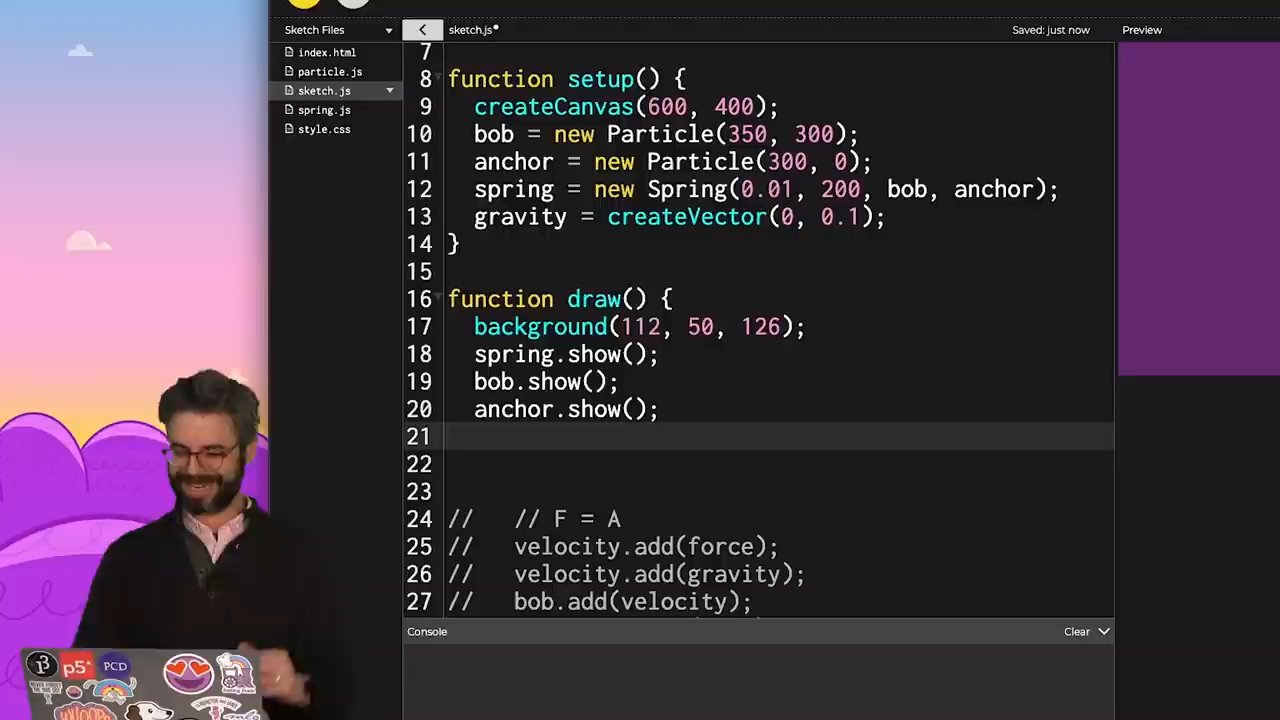 Sketch Files
sketch.js•
Saved: just now
Preview
index.html
particle.js
sketch.js
spring.js
style.css
7
8 function setup() {
9 createCanvas(600, 400);
10 bob = new Particle(350, 300);
11 anchor = new Particle(300, 0);
12 spring = new Spring(0.01, 200, bob, anchor);
13 gravity = createVector(0, 0.1);
14 }
15
16 function draw() {
17 background(112, 50, 126);
18 spring.show();
19 bob.show();
20 anchor.show();
21
22
23
24 // // F = A
25 // velocity.add(force);
26 // velocity.add(gravity);
27 // bob.add(velocity);
Console
Clear
p5*
PCD
WHOOPS